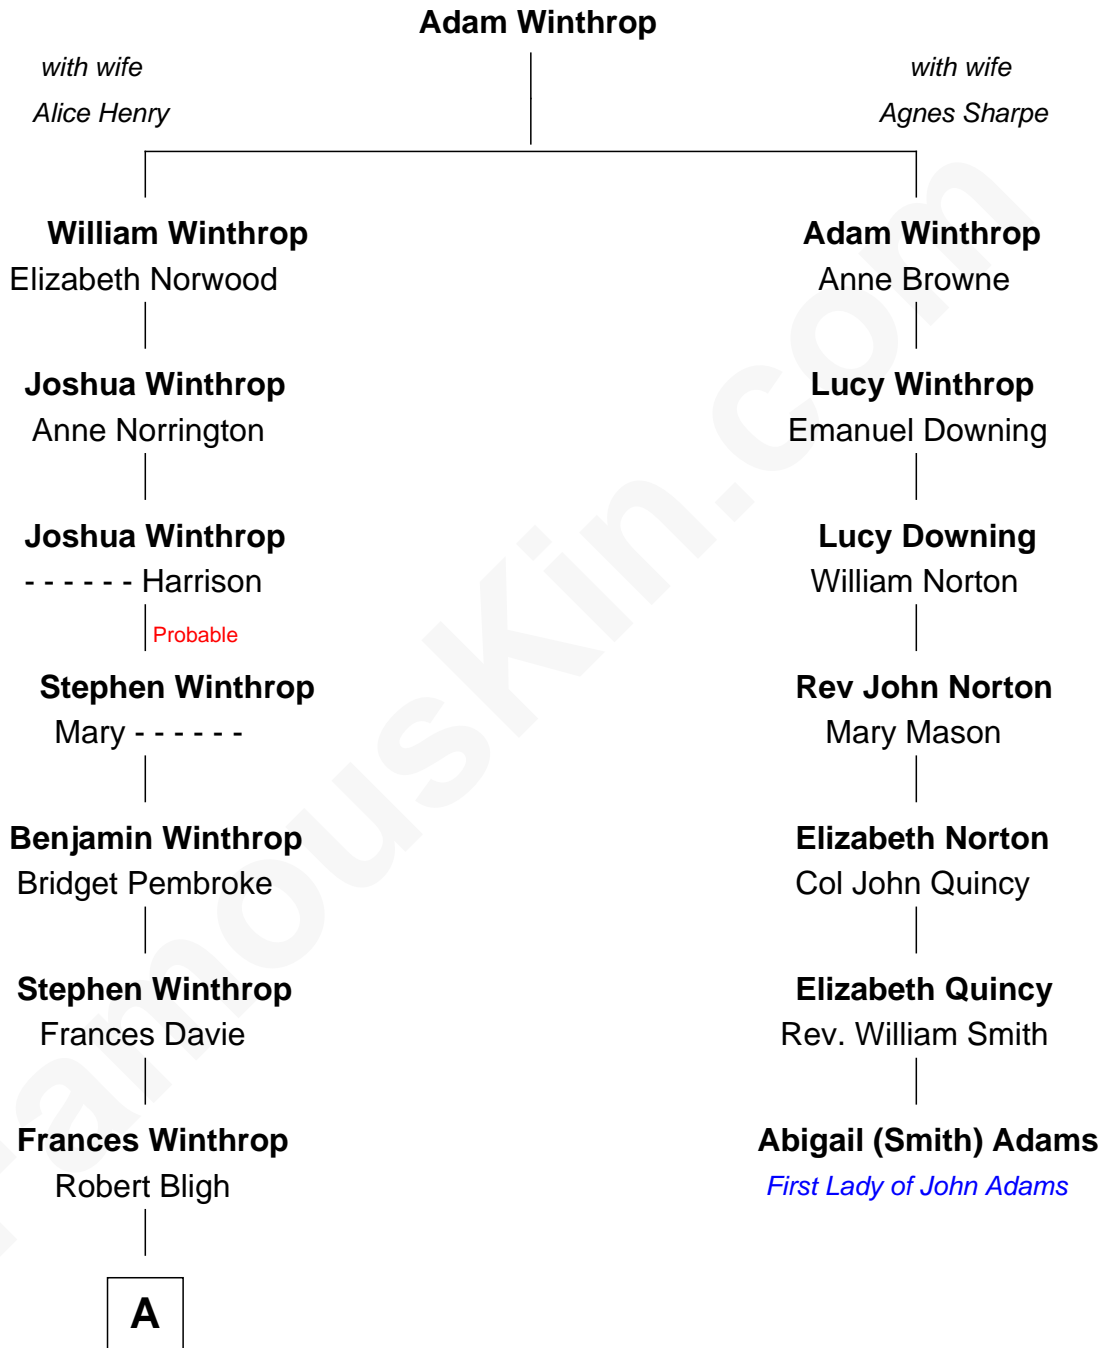 Adam Winthrop
with wife
Alice Henry
with wife
Agnes Sharpe
William Winthrop
Elizabeth Norwood
Adam Winthrop
Anne Browne
Joshua Winthrop
Anne Norrington
Lucy Winthrop
Emanuel Downing
Joshua Winthrop
- - - - - - Harrison
Lucy Downing
William Norton
Probable
Stephen Winthrop
Mary - - - - - -
Rev John Norton
Mary Mason
Benjamin Winthrop
Bridget Pembroke
Elizabeth Norton
Col John Quincy
Stephen Winthrop
Frances Davie
Elizabeth Quincy
Rev. William Smith
Frances Winthrop
Robert Bligh
Abigail (Smith) Adams
First Lady of John Adams
A
FamousKin.com